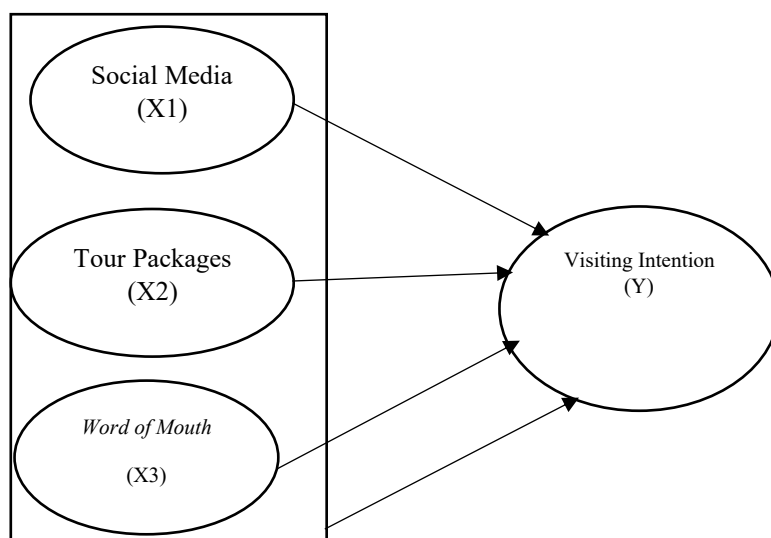 Social Media
(X1)
Tour Packages
(X2)
Word of Mouth
(X3)
Visiting Intention
(Y)